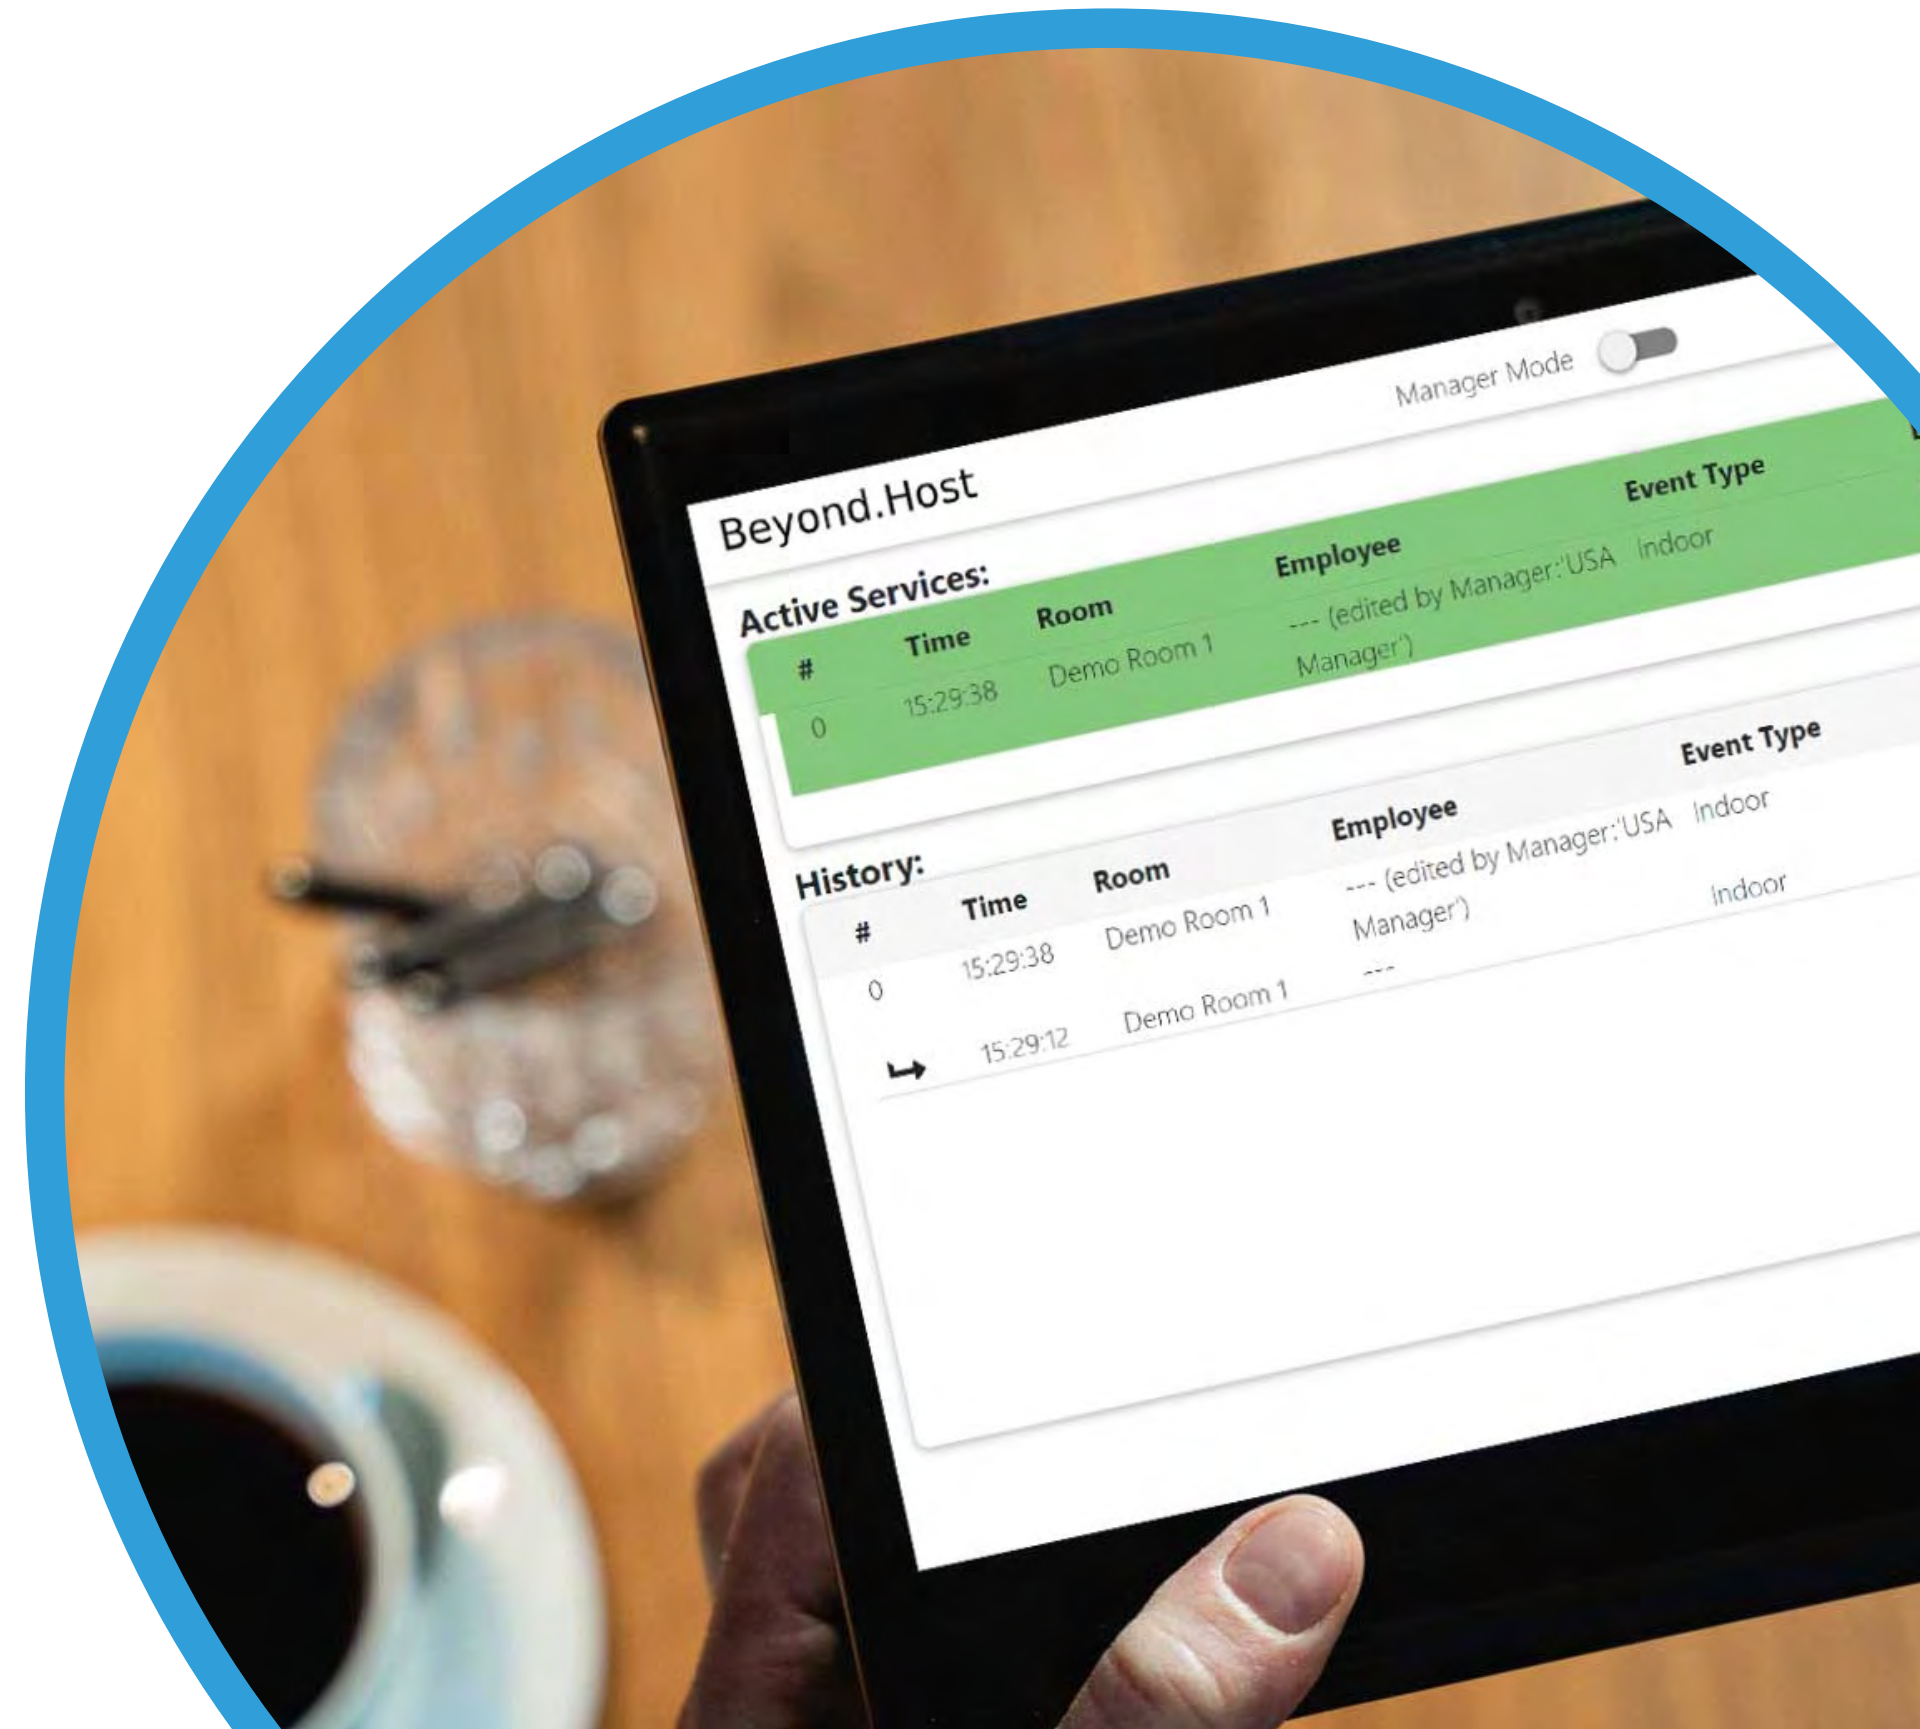 Manager Mode
Beyond.Host
Active Services:
# Time Room Employee Event Type
0 15:29:38 Demo Room 1 --- (edited by Manager:'USA Indoor
Manager')
History:
# Time Room Employee Event Type
0 15:29:38 Demo Room 1 --- (edited by Manager:'USA Indoor
Manager')
15:29:12 Demo Room 1 --- Indoor